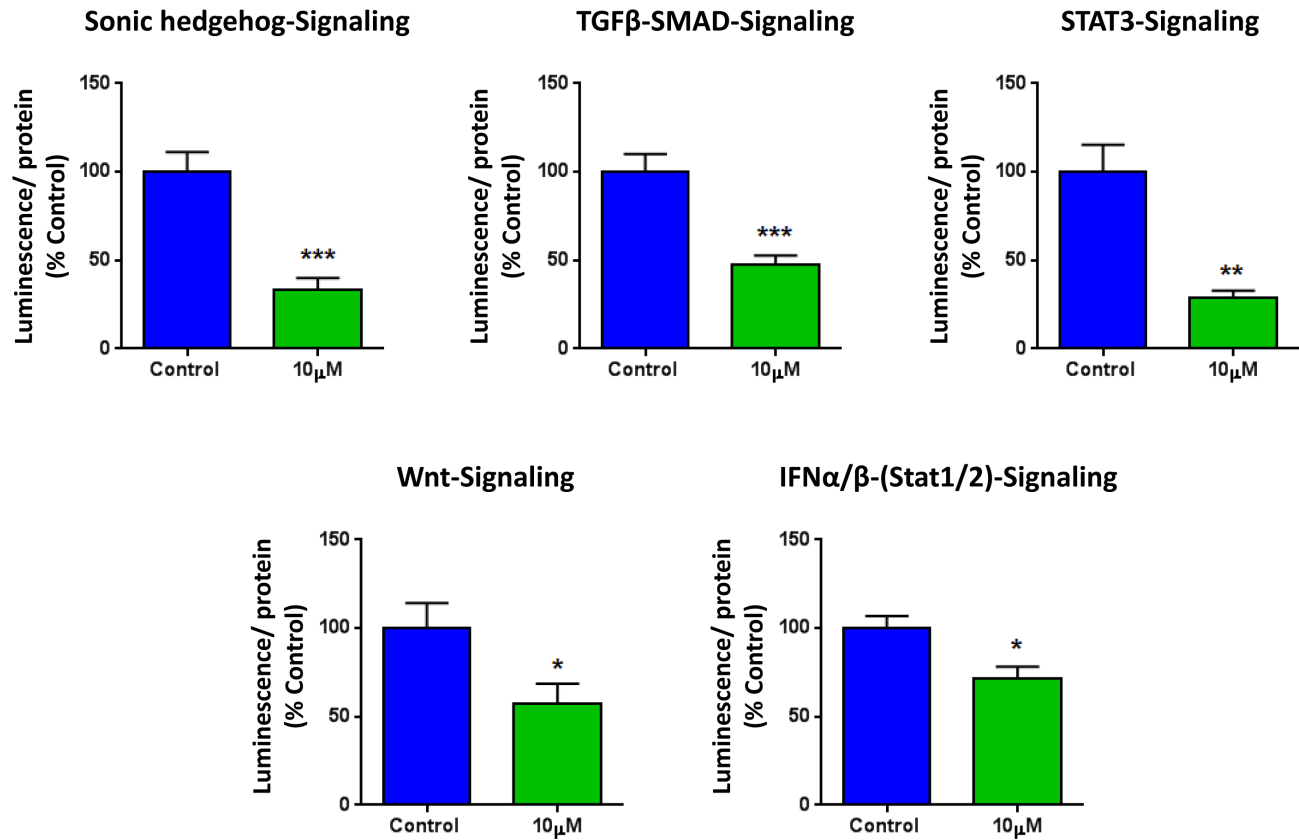 Sonic hedgehog-Signaling
Luminescence/ protein
(% Control)
150
100
50
0
***
Control
10μM
TGFβ-SMAD-Signaling
Luminescence/ protein
(% Control)
150
100
50
0
***
Control
10μM
STAT3-Signaling
Luminescence/ protein
(% Control)
150
100
50
0
**
Control
10μM
Wnt-Signaling
Luminescence/ protein
(% Control)
150
100
50
0
*
Control
10μM
IFNα/β-(Stat1/2)-Signaling
Luminescence/ protein
(% Control)
150
100
50
0
*
Control
10μM